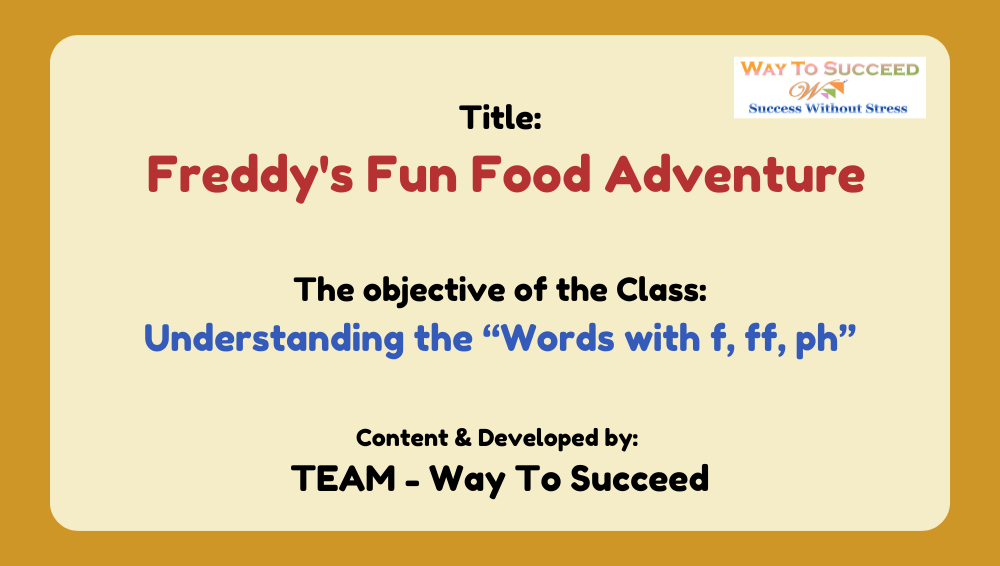 WAY TO SUCCEED
W
Success Without Stress
Title:
Freddy's Fun Food Adventure
The objective of the Class:
Understanding the “Words with f, ff, ph”
Content & Developed by:
TEAM - Way To Succeed